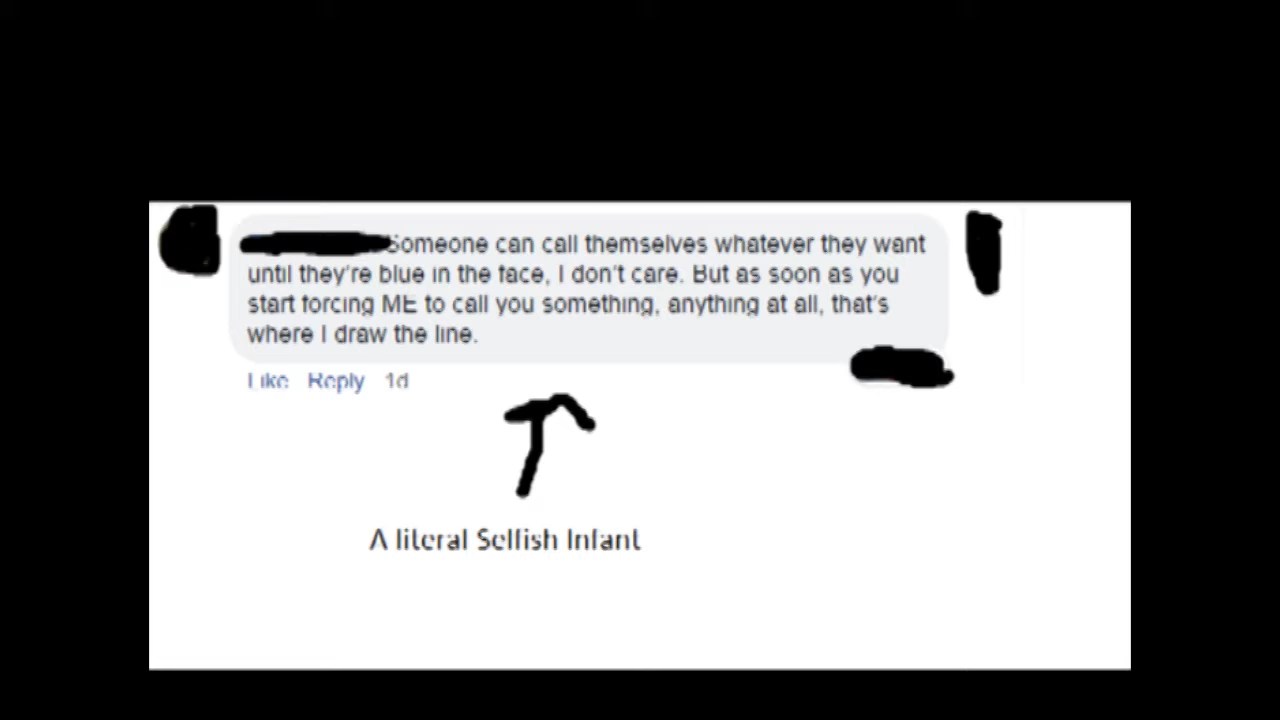 Someone can call themselves whatever they want
until they're blue in the face, I don't care. But as soon as you
start forcing ME to call you something, anything at all, that's
where I draw the line.
Like Reply 1d
A literal Selfish Infant